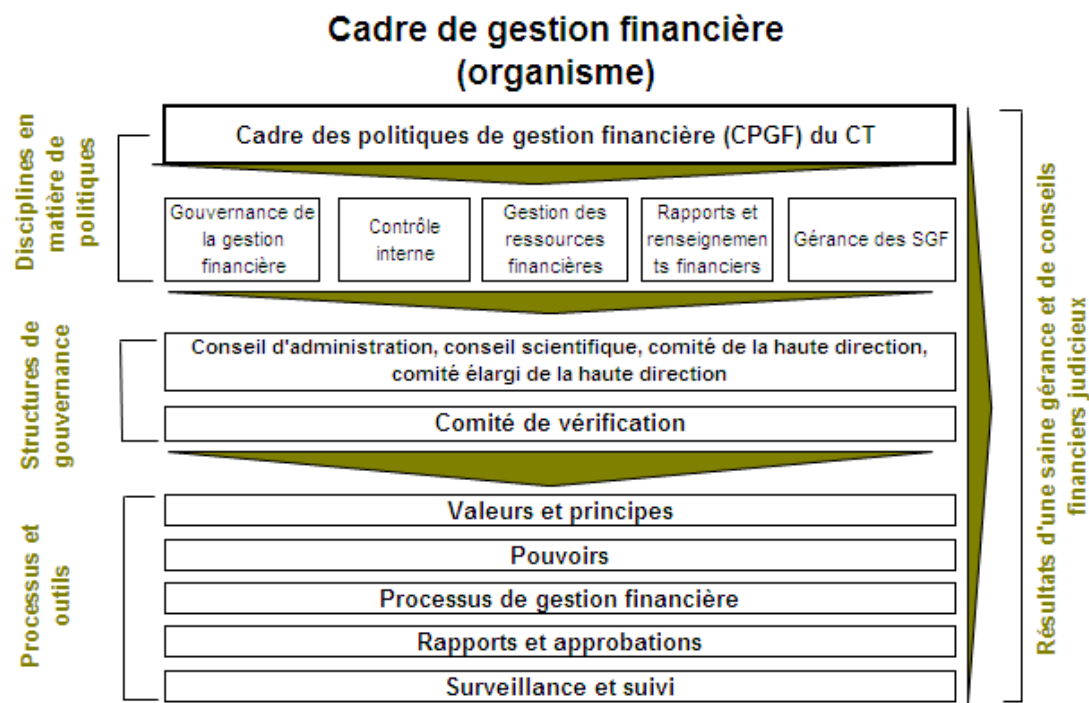 Cadre de gestion financière
(organisme)
Disciplines en
matière de
politiques
Cadre des politiques de gestion financière (CPGF) du CT
Gouvernance de
la gestion
financière
Contrôle
interne
Gestion des
ressources
financières
Rapports et
renseignemen
ts financiers
Gérance des SGF
Structures de
gouvernance
Conseil d'administration, conseil scientifique, comité de la haute direction,
comité élargi de la haute direction
Comité de vérification
Processus et
outils
Valeurs et principes
Pouvoirs
Processus de gestion financière
Rapports et approbations
Surveillance et suivi
Résultats d'une saine gérance et de conseils
financiers judicieux